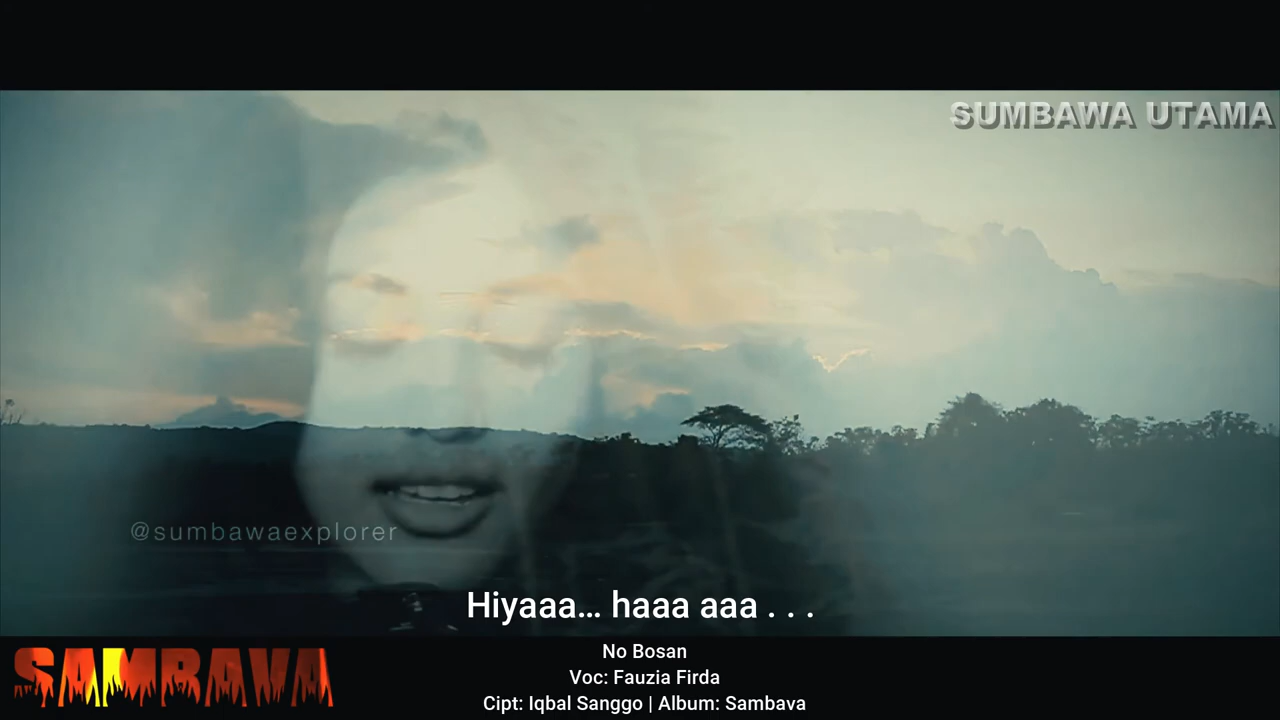 SUMBAWA UTAMA
@sumbawaexplorer
Hiyaaa... haaa aaa . . .
SAMBAVA
No Bosan
Voc: Fauzia Firda
Cipt: Iqbal Sanggo | Album: Sambava